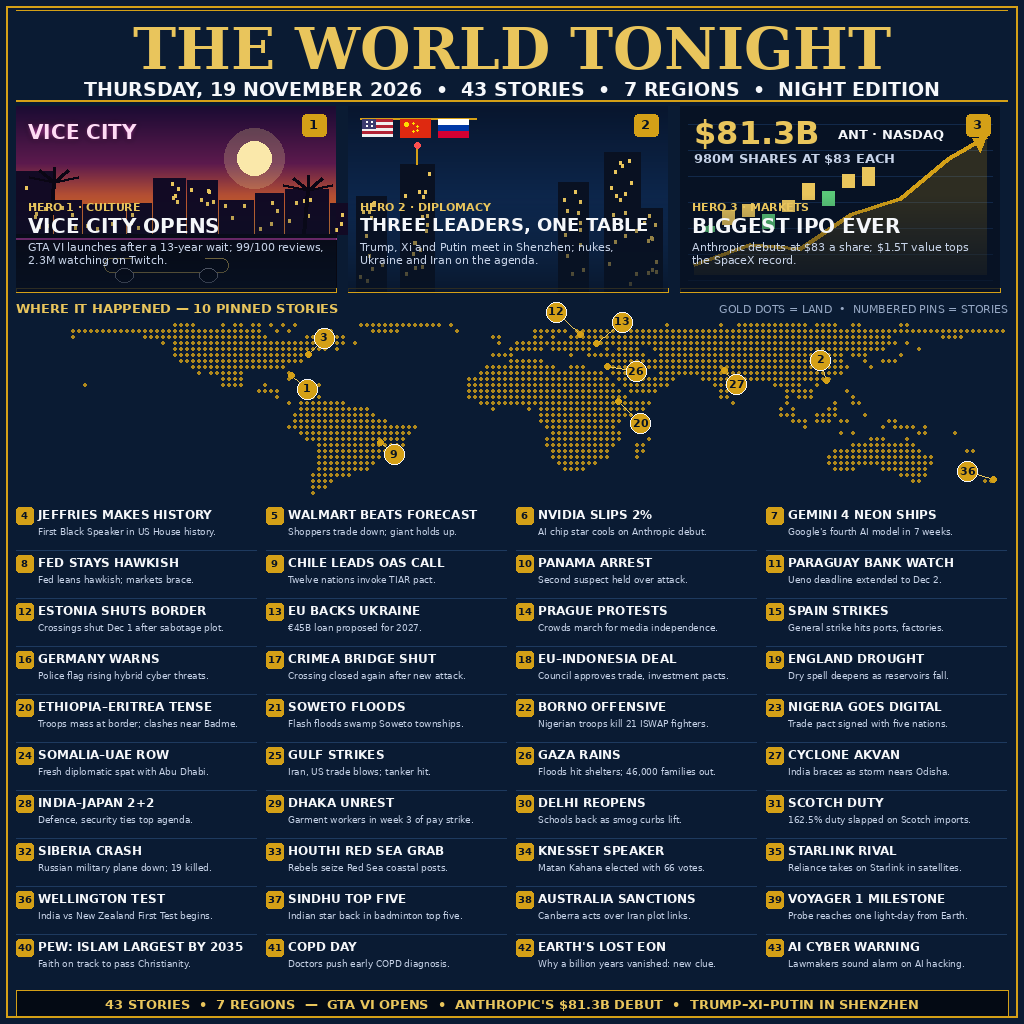 THE WORLD TONIGHT
THURSDAY, 19 NOVEMBER 2026 • 43 STORIES • 7 REGIONS • NIGHT EDITION
VICE CITY
1
HERO 1 · CULTURE
VICE CITY OPENS
GTA VI launches after a 13-year wait; 99/100 reviews,
2.3M watching on Twitch.
2
HERO 2 · DIPLOMACY
THREE LEADERS, ONE TABLE
Trump, Xi and Putin meet in Shenzhen; nukes,
Ukraine and Iran on the agenda.
$81.3B ANT · NASDAQ
3
980M SHARES AT $83 EACH
HERO 3 · MARKETS
BIGGEST IPO EVER
Anthropic debuts at $83 a share; $1.5T value tops
the SpaceX record.
WHERE IT HAPPENED — 10 PINNED STORIES
GOLD DOTS = LAND • NUMBERED PINS = STORIES
12
13
3
2
26
27
1
20
9
36
4 JEFFRIES MAKES HISTORY
First Black Speaker in US House history.
5 WALMART BEATS FORECAST
Shoppers trade down; giant holds up.
6 NVIDIA SLIPS 2%
AI chip star cools on Anthropic debut.
7 GEMINI 4 NEON SHIPS
Google's fourth AI model in 7 weeks.
8 FED STAYS HAWKISH
Fed leans hawkish; markets brace.
9 CHILE LEADS OAS CALL
Twelve nations invoke TIAR pact.
10 PANAMA ARREST
Second suspect held over attack.
11 PARAGUAY BANK WATCH
Ueno deadline extended to Dec 2.
12 ESTONIA SHUTS BORDER
Crossings shut Dec 1 after sabotage plot.
13 EU BACKS UKRAINE
€45B loan proposed for 2027.
14 PRAGUE PROTESTS
Crowds march for media independence.
15 SPAIN STRIKES
General strike hits ports, factories.
16 GERMANY WARNS
Police flag rising hybrid cyber threats.
17 CRIMEA BRIDGE SHUT
Crossing closed again after new attack.
18 EU–INDONESIA DEAL
Council approves trade, investment pacts.
19 ENGLAND DROUGHT
Dry spell deepens as reservoirs fall.
20 ETHIOPIA–ERITREA TENSE
Troops mass at border; clashes near Badme.
21 SOWETO FLOODS
Flash floods swamp Soweto townships.
22 BORNO OFFENSIVE
Nigerian troops kill 21 ISWAP fighters.
23 NIGERIA GOES DIGITAL
Trade pact signed with five nations.
24 SOMALIA–UAE ROW
Fresh diplomatic spat with Abu Dhabi.
25 GULF STRIKES
Iran, US trade blows; tanker hit.
26 GAZA RAINS
Floods hit shelters; 46,000 families out.
27 CYCLONE AKVAN
India braces as storm nears Odisha.
28 INDIA–JAPAN 2+2
Defence, security ties top agenda.
29 DHAKA UNREST
Garment workers in week 3 of pay strike.
30 DELHI REOPENS
Schools back as smog curbs lift.
31 SCOTCH DUTY
162.5% duty slapped on Scotch imports.
32 SIBERIA CRASH
Russian military plane down; 19 killed.
33 HOUTHI RED SEA GRAB
Rebels seize Red Sea coastal posts.
34 KNESSET SPEAKER
Matan Kahana elected with 66 votes.
35 STARLINK RIVAL
Reliance takes on Starlink in satellites.
36 WELLINGTON TEST
India vs New Zealand First Test begins.
37 SINDHU TOP FIVE
Indian star back in badminton top five.
38 AUSTRALIA SANCTIONS
Canberra acts over Iran plot links.
39 VOYAGER 1 MILESTONE
Probe reaches one light-day from Earth.
40 PEW: ISLAM LARGEST BY 2035
Faith on track to pass Christianity.
41 COPD DAY
Doctors push early COPD diagnosis.
42 EARTH'S LOST EON
Why a billion years vanished: new clue.
43 AI CYBER WARNING
Lawmakers sound alarm on AI hacking.
43 STORIES • 7 REGIONS — GTA VI OPENS • ANTHROPIC'S $81.3B DEBUT • TRUMP–XI–PUTIN IN SHENZHEN